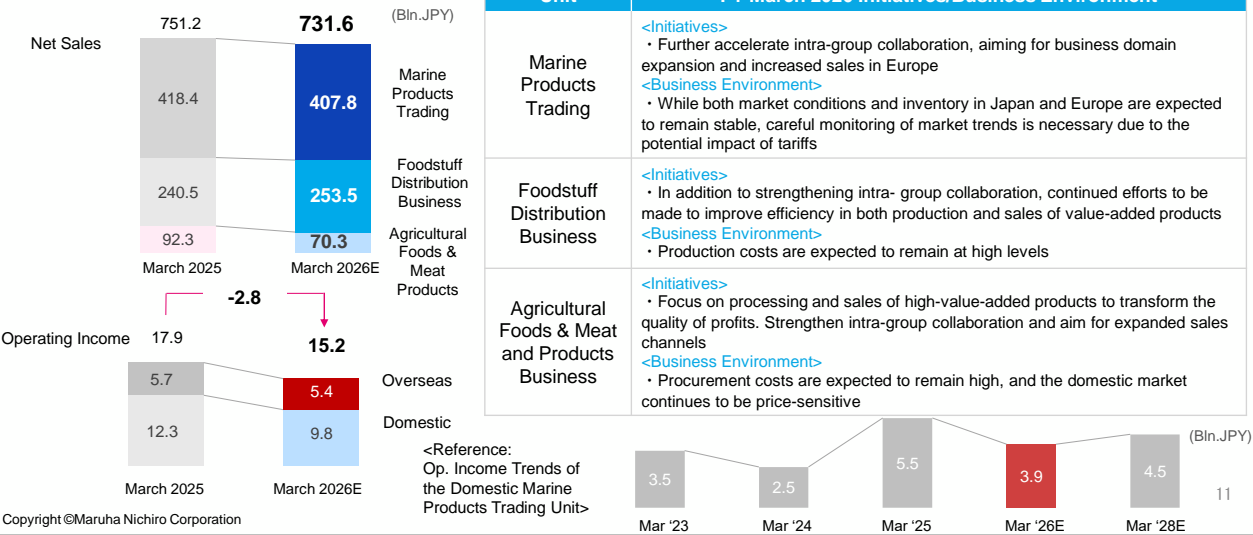 Unit
FY March 2026 Initiatives/Business Environment
(Bln.JPY)
Net Sales
751.2
731.6
418.4
407.8
Marine
Products
Trading
240.5
253.5
Foodstuff
Distribution
Business
92.3
70.3
Agricultural
Foods &
Meat
Products
March 2025
March 2026E
-2.8
Operating Income
17.9
15.2
5.7
5.4
Overseas
12.3
9.8
Domestic
March 2025
March 2026E
Marine
Products
Trading
<Initiatives>
・Further accelerate intra-group collaboration, aiming for business domain
expansion and increased sales in Europe
<Business Environment>
・While both market conditions and inventory in Japan and Europe are expected
to remain stable, careful monitoring of market trends is necessary due to the
potential impact of tariffs
Foodstuff
Distribution
Business
<Initiatives>
・In addition to strengthening intra- group collaboration, continued efforts to be
made to improve efficiency in both production and sales of value-added products
<Business Environment>
・Production costs are expected to remain at high levels
Agricultural
Foods & Meat
and Products
Business
<Initiatives>
・Focus on processing and sales of high-value-added products to transform the
quality of profits. Strengthen intra-group collaboration and aim for expanded sales
channels
<Business Environment>
・Procurement costs are expected to remain high, and the domestic market
continues to be price-sensitive
<Reference:
Op. Income Trends of
the Domestic Marine
Products Trading Unit>
(Bln.JPY)
3.5
2.5
5.5
3.9
4.5
Mar ‘23
Mar ‘24
Mar ‘25
Mar ‘26E
Mar ‘28E
11
Copyright ©Maruha Nichiro Corporation